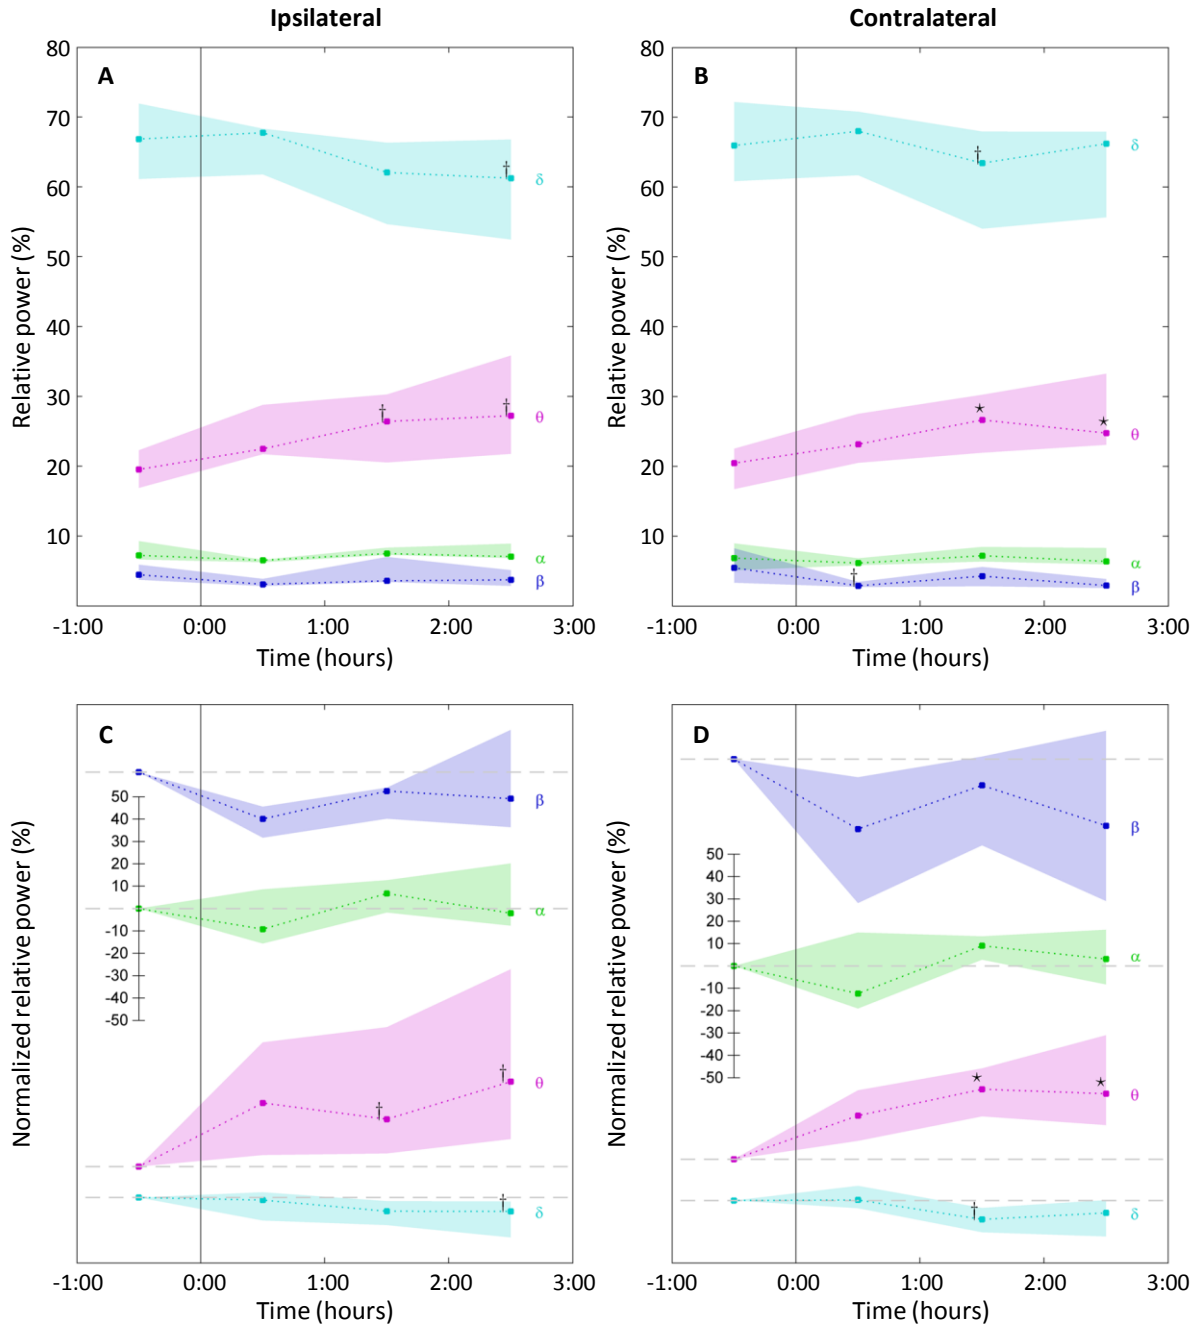 Ipsilateral
Contralateral
A
80
70
60
50
40
30
20
10
Relative power (%)
†
δ
†
†
θ
α
β
-1:00 0:00 1:00 2:00 3:00
Time (hours)
B
80
70
60
50
40
30
20
10
Relative power (%)
†
δ
★
★
θ
†
α
β
-1:00 0:00 1:00 2:00 3:00
Time (hours)
C
Normalized relative power (%)
50
40
30
20
10
-10
-20
-30
-40
-50
β
α
†
†
θ
†
δ
-1:00 0:00 1:00 2:00 3:00
Time (hours)
D
Normalized relative power (%)
50
40
30
20
10
-10
-20
-30
-40
-50
β
α
★
★
θ
†
δ
-1:00 0:00 1:00 2:00 3:00
Time (hours)